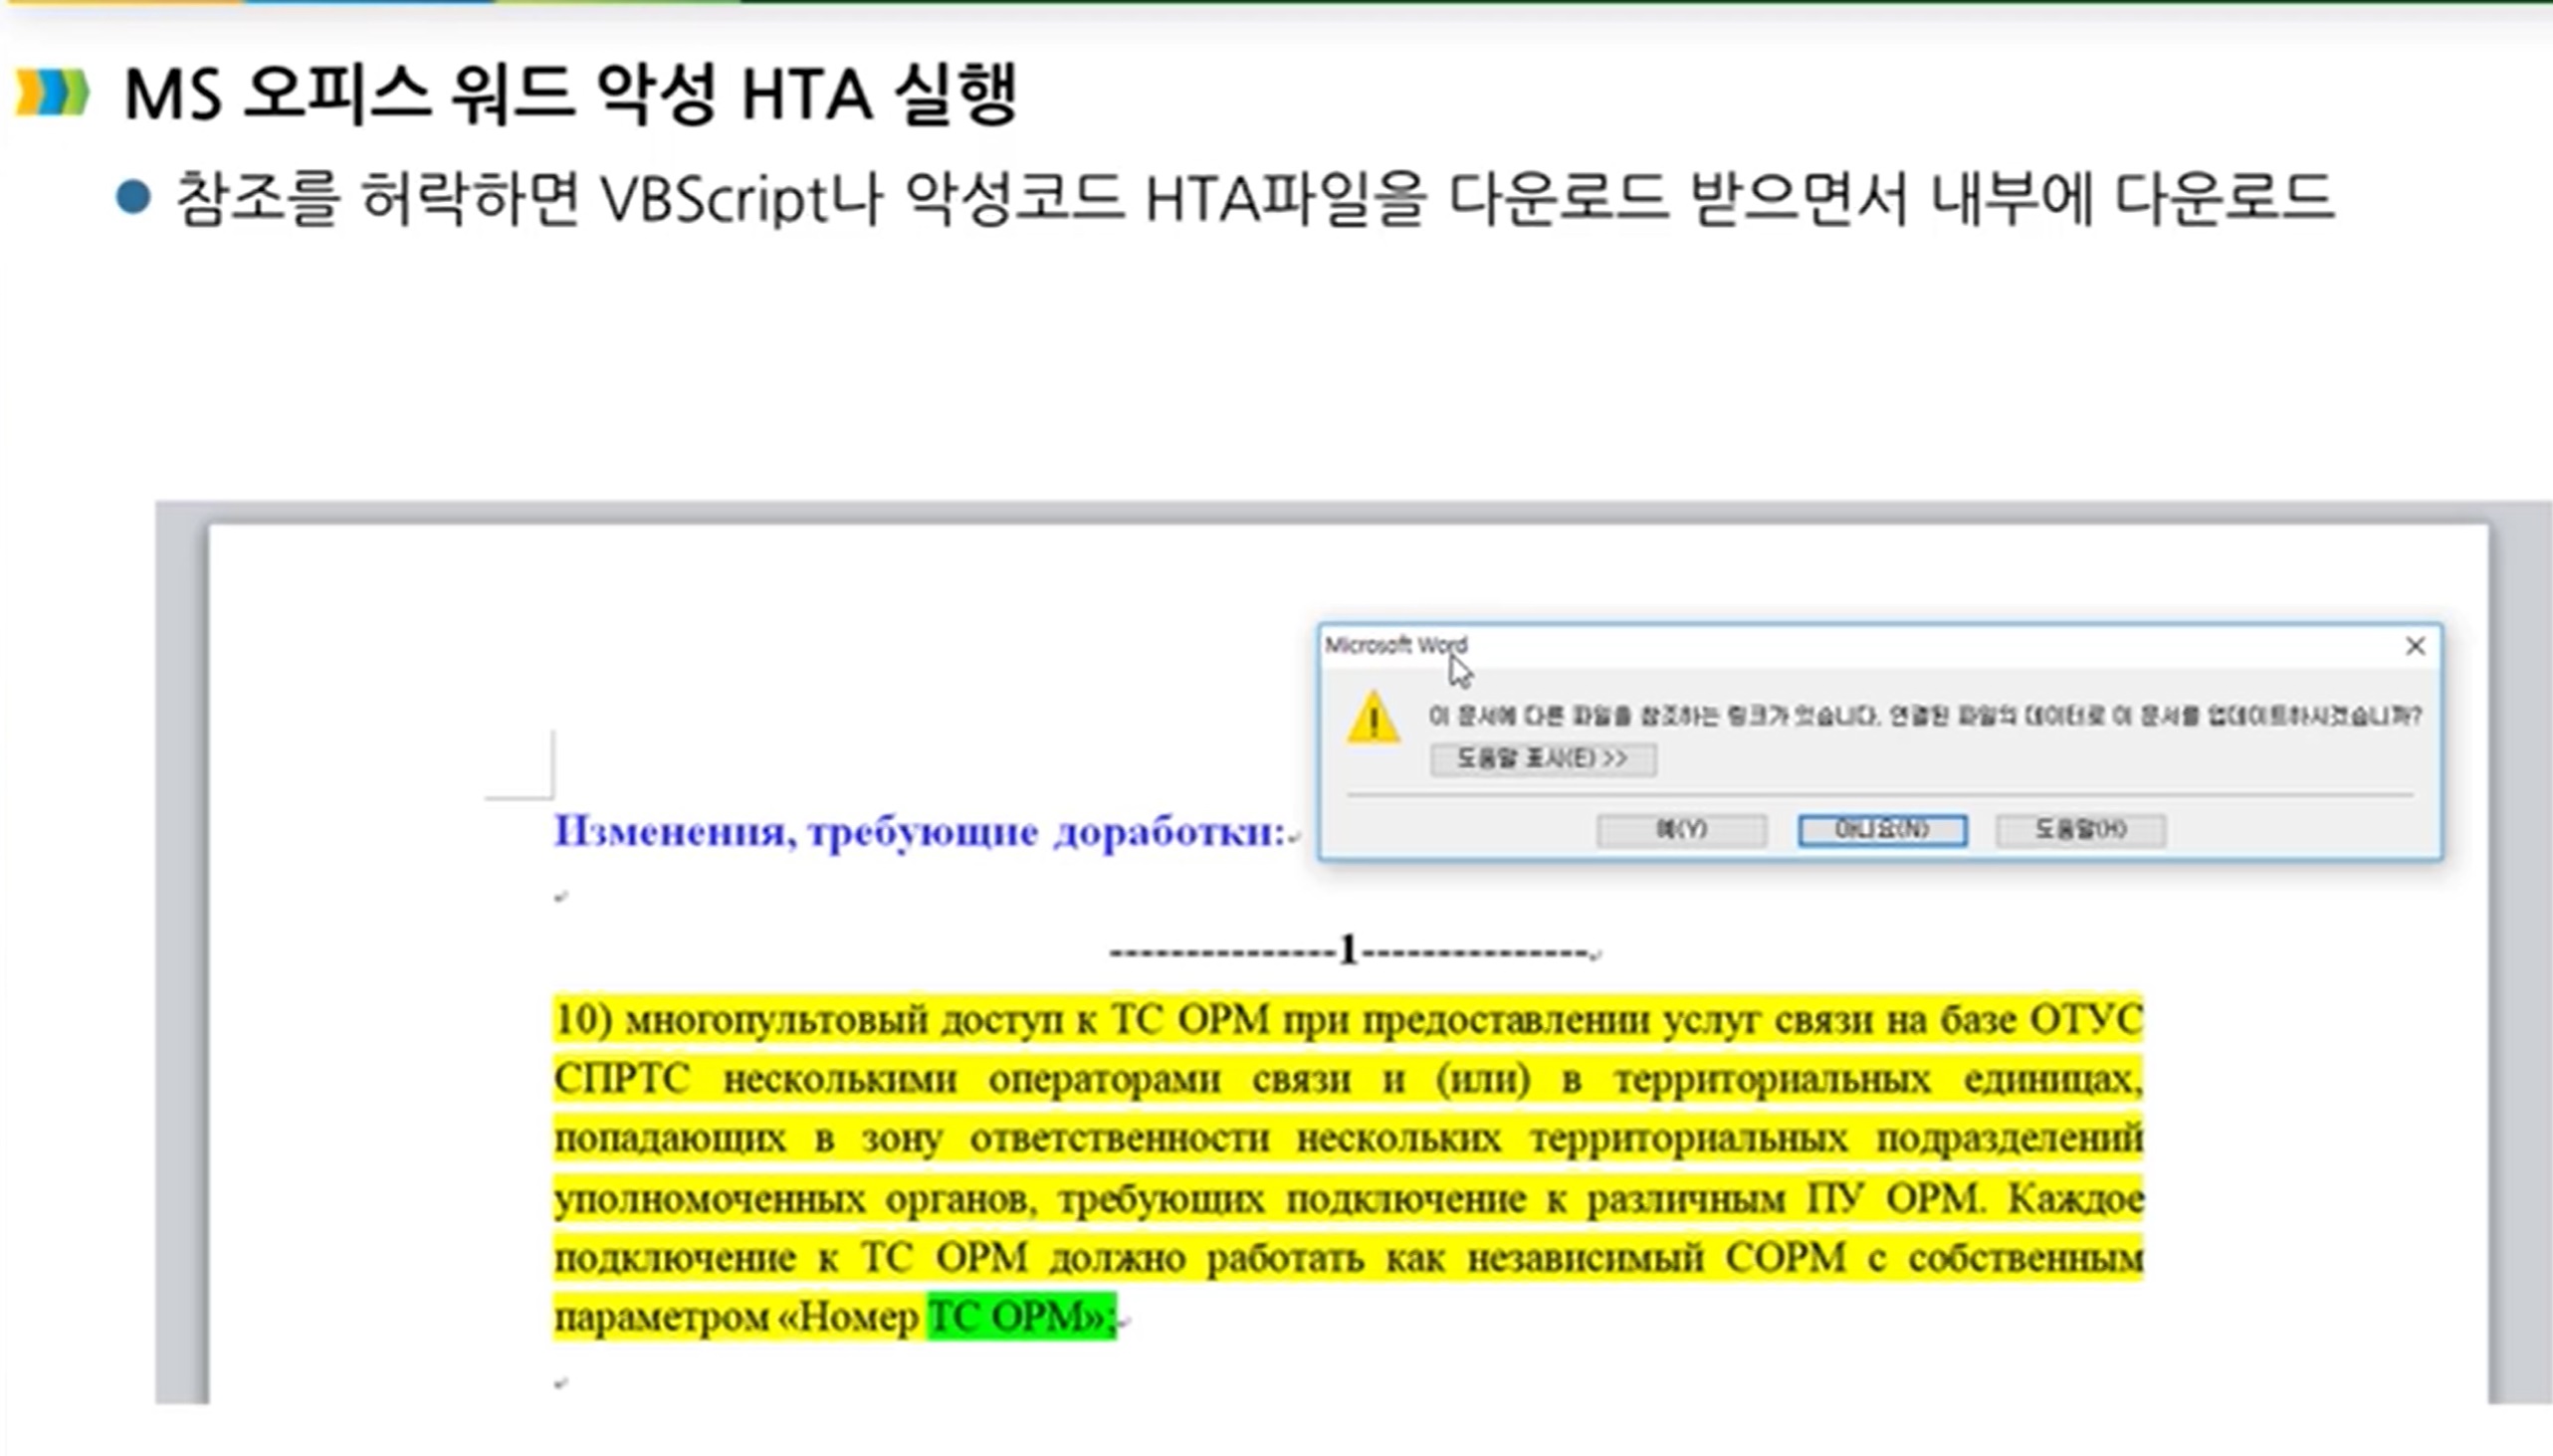 MS 오피스 워드 악성 HTA 실행
참조를 허락하면 VBScript나 악성코드 HTA파일을 다운로드 받으면서 내부에 다운로드
Microsoft Word
이 문서에 다른 파일을 참조하는 링크가 있습니다. 연결된 파일의 데이터로 이 문서를 업데이트하시겠습니까?
도움말 표시(E) >>
예(Y) 아니요(N) 도움말(H)
Изменения, требующие доработки:
---------------1---------------
10) многопультовый доступ к ТС ОРМ при предоставлении услуг связи на базе ОТУС
СПРТС несколькими операторами связи и (или) в территориальных единицах,
попадающих в зону ответственности нескольких территориальных подразделений
уполномоченных органов, требующих подключение к различным ПУ ОРМ. Каждое
подключение к ТС ОРМ должно работать как независимый СОРМ с собственным
параметром «Номер ТС ОРМ»;